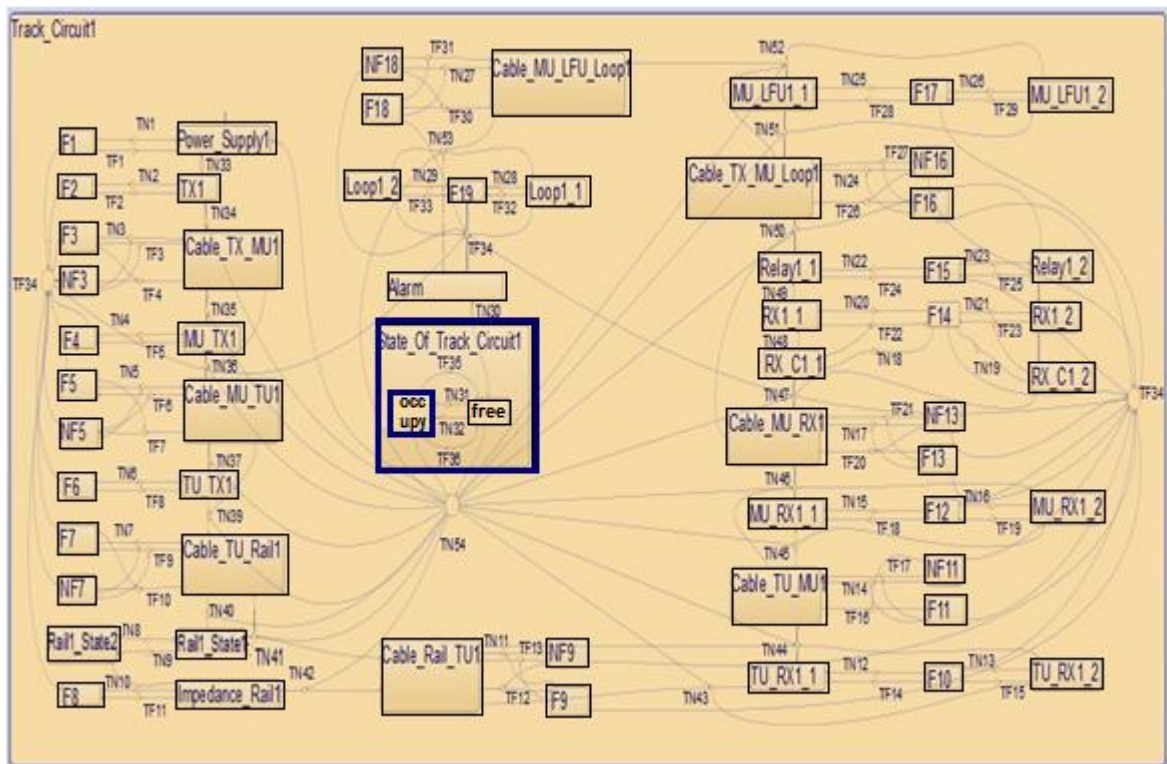 Track_Circuit1
TF31
TN52
NF18
TN27
Cable_MU_LFU_Loop1
F18
TF30
TN53
MU_LFU1_1
TN25
TF28
F17
TN26
TF29
MU_LFU1_2
TN51
F1
TN1
TF1
Power_Supply1
TN33
F2
TN2
TF2
TX1
TN34
Loop1_2
TN29
TF33
F19
TN28
TF32
Loop1_1
TF34
Cable_TX_MU_Loop1
TF27
NF16
TN24
TF26
F16
TN50
F3
TN3
TF3
Cable_TX_MU1
TF34
NF3
TF4
TN35
Alarm
TN30
Relay1_1
TN22
TF24
F15
TN23
TF25
Relay1_2
TN49
RX1_1
TN20
TF22
F14
TN21
TF23
RX1_2
TN48
RX_C1_1
TN18
TN19
RX_C1_2
TN47
TF34
F4
TN4
TF5
MU_TX1
TN36
State_Of_Track_Circuit1
TF35
occ
upy
TN31
free
TN32
TF36
F5
TN5
TF6
Cable_MU_TU1
NF5
TF7
TN37
Cable_MU_RX1
TF21
NF13
TN17
TF20
F13
TN46
F6
TN6
TF8
TU_TX1
TN39
MU_RX1_1
TN15
TF18
F12
TN16
TF19
MU_RX1_2
TN45
TN54
F7
TN7
TF9
Cable_TU_Rail1
NF7
TF10
TN40
Cable_TU_MU1
TF17
NF11
TN14
TF16
F11
TN44
Rail1_State2
TN8
TN9
Rail1_State1
TN41
F8
TN10
TF11
Impedance_Rail1
TN42
Cable_Rail_TU1
TN11
TF13
NF9
TF12
F9
TN43
TU_RX1_1
TN12
TF14
F10
TN13
TF15
TU_RX1_2